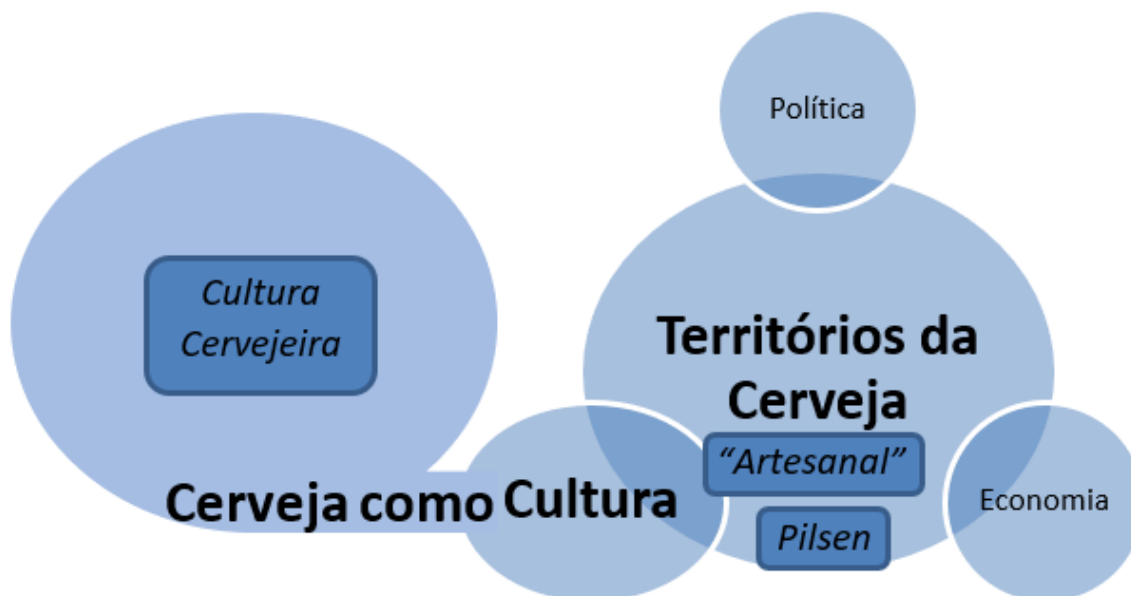 Política
Cultura
Cervejeira
Territórios da
Cerveja
“Artesanal”
Cerveja como Cultura
Economia
Pilsen